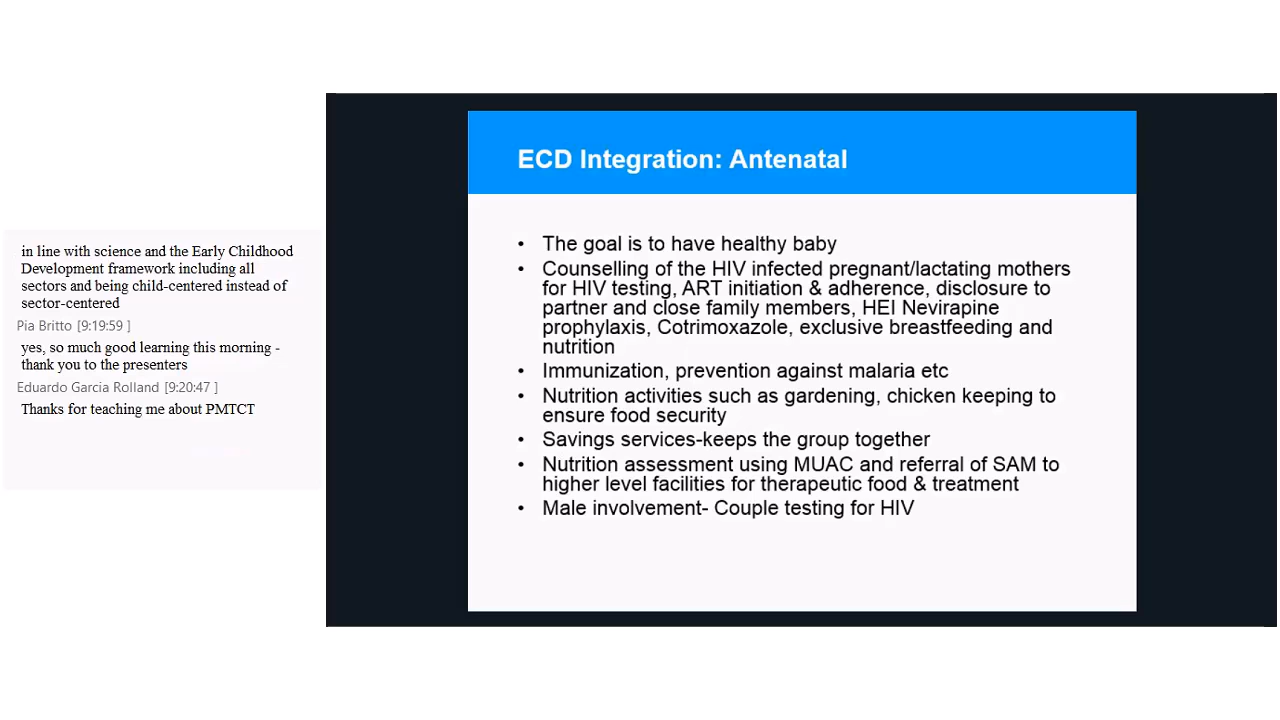 in line with science and the Early Childhood
Development framework including all
sectors and being child-centered instead of
sector-centered
Pia Britto [9:19:59 ]
yes, so much good learning this morning -
thank you to the presenters
Eduardo Garcia Rolland [9:20:47 ]
Thanks for teaching me about PMTCT
ECD Integration: Antenatal
• The goal is to have healthy baby
• Counselling of the HIV infected pregnant/lactating mothers
for HIV testing, ART initiation & adherence, disclosure to
partner and close family members, HEI Nevirapine
prophylaxis, Cotrimoxazole, exclusive breastfeeding and
nutrition
• Immunization, prevention against malaria etc
• Nutrition activities such as gardening, chicken keeping to
ensure food security
• Savings services-keeps the group together
• Nutrition assessment using MUAC and referral of SAM to
higher level facilities for therapeutic food & treatment
• Male involvement- Couple testing for HIV